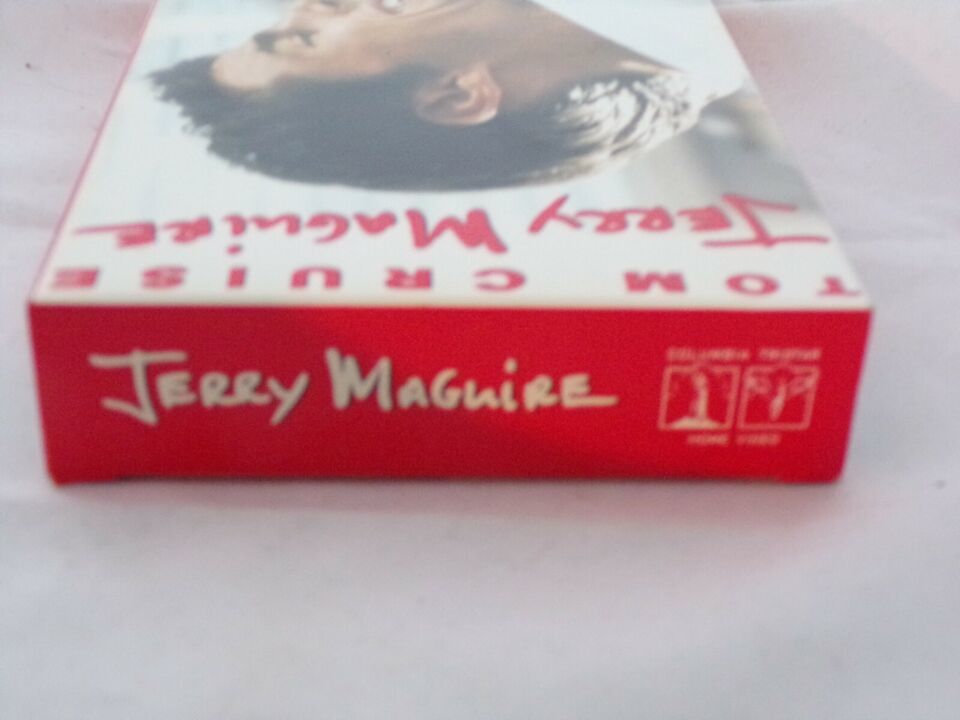 TOM CRUISE
JERRY MAGUIRE
JERRY MAGUIRE
COLUMBIA TRISTAR
HOME VIDEO